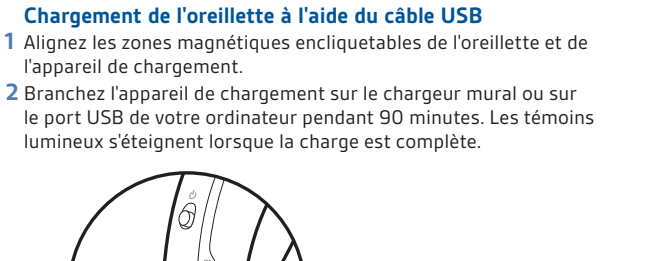 Chargement de l'oreillette à l'aide du câble USB
1 Alignez les zones magnétiques encliquetables de l'oreillette et de
l'appareil de chargement.
2 Branchez l'appareil de chargement sur le chargeur mural ou sur
le port USB de votre ordinateur pendant 90 minutes. Les témoins
lumineux s'éteignent lorsque la charge est complète.